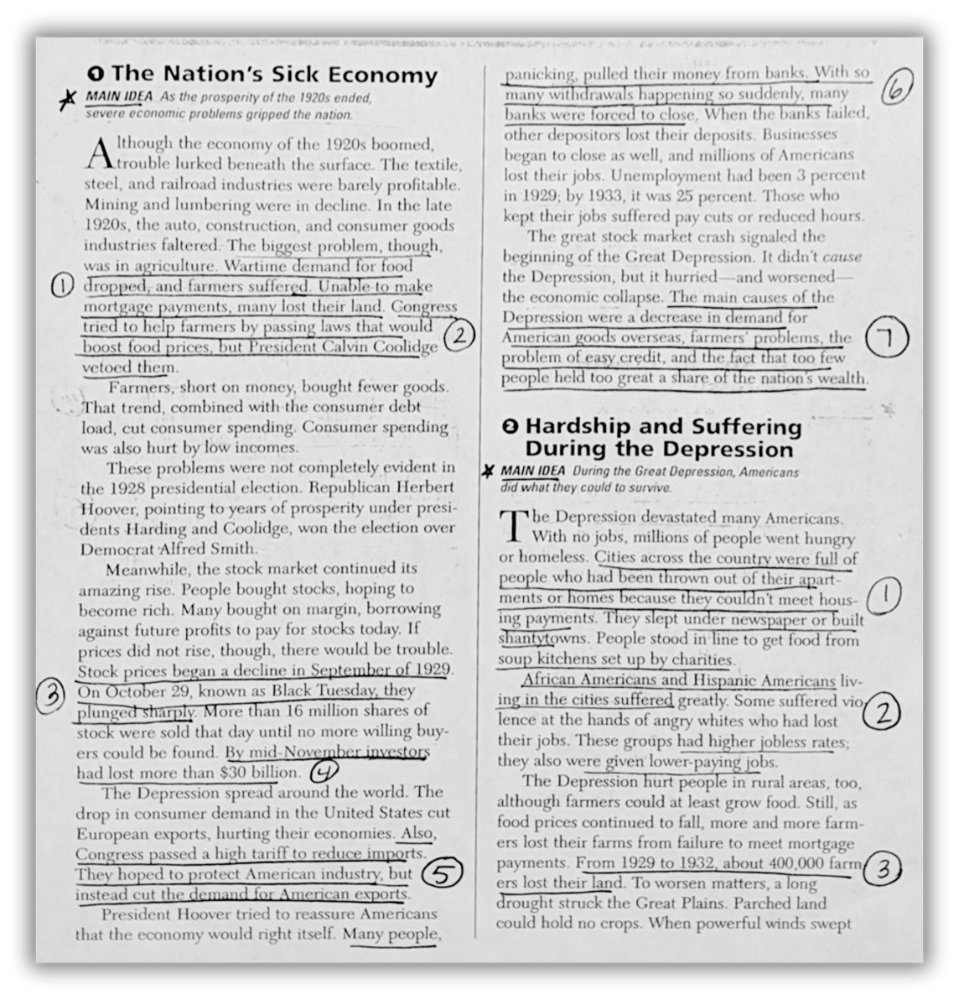 ❶ The Nation's Sick Economy
MAIN IDEA As the prosperity of the 1920s ended,
severe economic problems gripped the nation.
Although the economy of the 1920s boomed,
trouble lurked beneath the surface. The textile,
steel, and railroad industries were barely profitable.
Mining and lumbering were in decline. In the late
1920s, the auto, construction, and consumer goods
industries faltered. The biggest problem, though,
was in agriculture. Wartime demand for food
① dropped, and farmers suffered. Unable to make
mortgage payments, many lost their land. Congress
tried to help farmers by passing laws that would ②
boost food prices, but President Calvin Coolidge
vetoed them.
Farmers, short on money, bought fewer goods.
That trend, combined with the consumer debt
load, cut consumer spending. Consumer spending
was also hurt by low incomes.
These problems were not completely evident in
the 1928 presidential election. Republican Herbert
Hoover, pointing to years of prosperity under presi-
dents Harding and Coolidge, won the election over
Democrat Alfred Smith.
Meanwhile, the stock market continued its
amazing rise. People bought stocks, hoping to
become rich. Many bought on margin, borrowing
against future profits to pay for stocks today. If
prices did not rise, though, there would be trouble.
Stock prices began a decline in September of 1929.
③ On October 29, known as Black Tuesday, they
plunged sharply. More than 16 million shares of
stock were sold that day until no more willing buy-
ers could be found. By mid-November investors
had lost more than $30 billion. ④
The Depression spread around the world. The
drop in consumer demand in the United States cut
European exports, hurting their economies. Also,
Congress passed a high tariff to reduce imports.
They hoped to protect American industry, but ⑤
instead cut the demand for American exports.
President Hoover tried to reassure Americans
that the economy would right itself. Many people,
panicking, pulled their money from banks. With so
many withdrawals happening so suddenly, many ⑥
banks were forced to close. When the banks failed,
other depositors lost their deposits. Businesses
began to close as well, and millions of Americans
lost their jobs. Unemployment had been 3 percent
in 1929; by 1933, it was 25 percent. Those who
kept their jobs suffered pay cuts or reduced hours.
The great stock market crash signaled the
beginning of the Great Depression. It didn't cause
the Depression, but it hurried—and worsened—
the economic collapse. The main causes of the
Depression were a decrease in demand for
American goods overseas, farmers' problems, the ⑦
problem of easy credit, and the fact that too few
people held too great a share of the nation's wealth.
❷ Hardship and Suffering
During the Depression
MAIN IDEA During the Great Depression, Americans
did what they could to survive.
The Depression devastated many Americans.
With no jobs, millions of people went hungry
or homeless. Cities across the country were full of
people who had been thrown out of their apart-
ments or homes because they couldn't meet hous- ①
ing payments. They slept under newspaper or built
shantytowns. People stood in line to get food from
soup kitchens set up by charities.
African Americans and Hispanic Americans liv-
ing in the cities suffered greatly. Some suffered vio-
lence at the hands of angry whites who had lost ②
their jobs. These groups had higher jobless rates;
they also were given lower-paying jobs.
The Depression hurt people in rural areas, too,
although farmers could at least grow food. Still, as
food prices continued to fall, more and more farm-
ers lost their farms from failure to meet mortgage
payments. From 1929 to 1932, about 400,000 farm- ③
ers lost their land. To worsen matters, a long
drought struck the Great Plains. Parched land
could hold no crops. When powerful winds swept